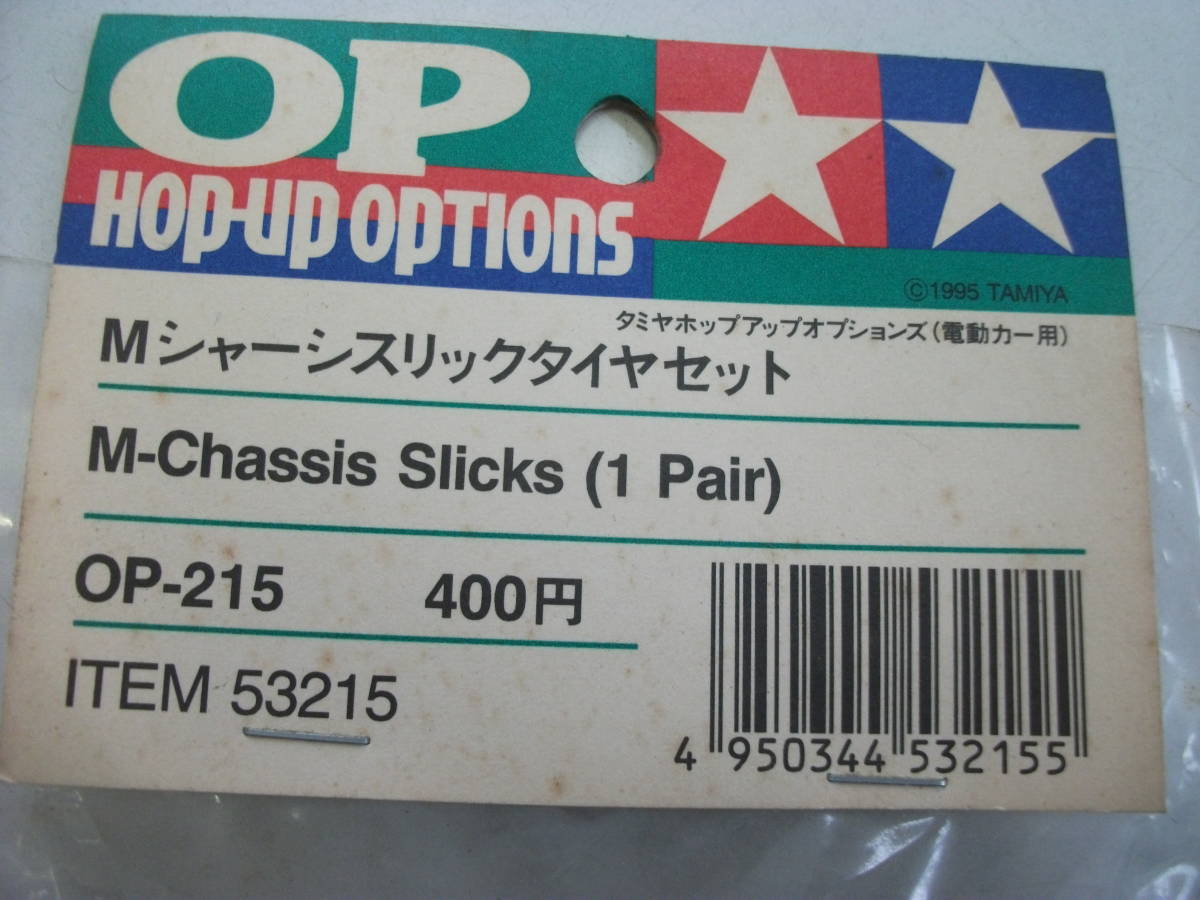 OP
HOP-UP OPTIONS
©1995 TAMIYA
タミヤホップアップオプションズ（電動カー用）
Mシャーシスリックタイヤセット
M-Chassis Slicks (1 Pair)
OP-215 400円
ITEM 53215
4 950344 532155